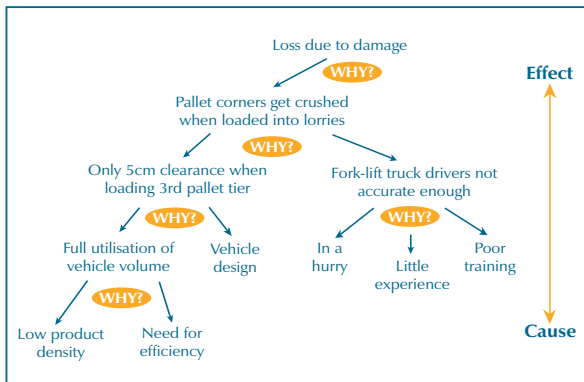 Loss due to damage
WHY?
Effect
Pallet corners get crushed
when loaded into lorries
WHY?
Only 5cm clearance when
loading 3rd pallet tier
Fork-lift truck drivers not
accurate enough
WHY?
WHY?
Full utilisation of
vehicle volume
Vehicle
design
In a
hurry
Little
experience
Poor
training
WHY?
Low product
density
Need for
efficiency
Cause